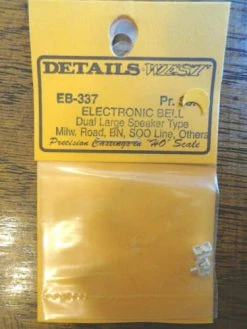 DETAILS WEST
EB-337 Pr.
ELECTRONIC BELL
Dual Large Speaker Type
Milw. Road, BN, SOO Line, Others
Precision Castings in "HO" Scale